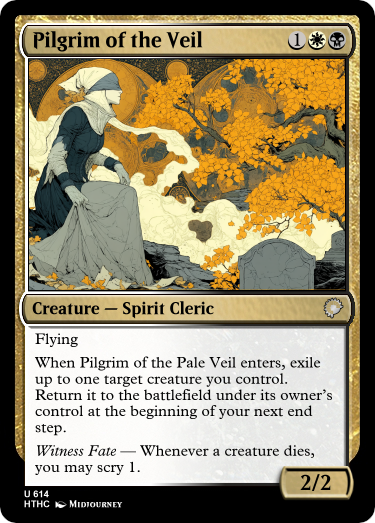 Pilgrim of the Veil 1
Creature — Spirit Cleric
Flying
When Pilgrim of the Pale Veil enters, exile
up to one target creature you control.
Return it to the battlefield under its owner's
control at the beginning of your next end
step.
Witness Fate — Whenever a creature dies,
you may scry 1.
2/2
U 614
HTHC Midjourney